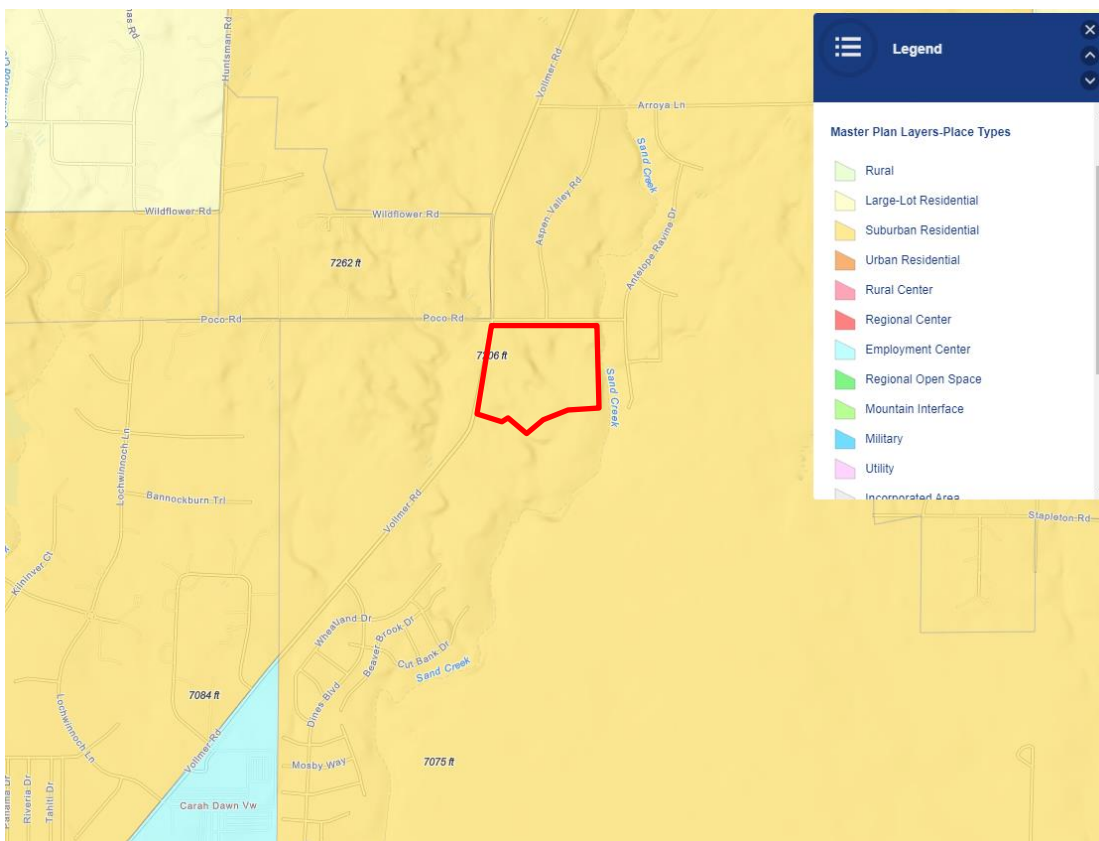 Legend
Master Plan Layers-Place Types
Rural
Large-Lot Residential
Suburban Residential
Urban Residential
Rural Center
Regional Center
Employment Center
Regional Open Space
Mountain Interface
Military
Utility
Incorporated Area
Huntsman Rd
Vollmer Rd
Arroya Ln
Sand Creek
Aspen Valley Rd
Antelope Ravine Dr
Wildflower Rd
Wildflower Rd
7262 ft
Poco Rd
Poco Rd
Sand Creek
Lochwinnoch Ln
Bannockburn Trl
Vollmer Rd
Stapleton Rd
Kilninver Ct
Wheatland Dr
Beaver Brook Dr
Cut Bank Dr
Sand Creek
Dines Blvd
7084 ft
Lochwinnoch Ln
Vollmer Rd
Mosby Way
7075 ft
Carah Dawn Vw
Panama Dr
Riveria Dr
Tahiti Dr